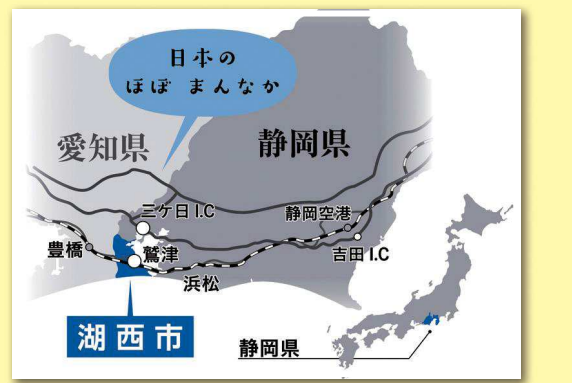 日本の
ほぼ まんなか
愛知県
静岡県
三ケ日 I.C
静岡空港
豊橋
鷲津
吉田 I.C
浜松
湖西市
静岡県